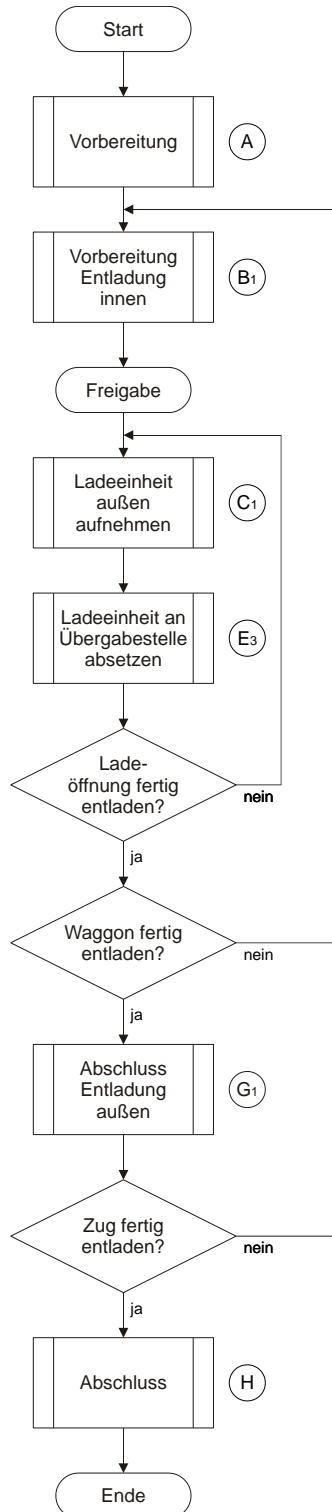 Start
Vorbereitung
A
Vorbereitung
Entladung
innen
B1
Freigabe
Ladeeinheit
außen
aufnehmen
C1
Ladeeinheit an
Übergabestelle
absetzen
E3
Lade-
öffnung fertig
entladen?
nein
ja
Waggon fertig
entladen?
nein
ja
Abschluss
Entladung
außen
G1
Zug fertig
entladen?
nein
ja
Abschluss
H
Ende